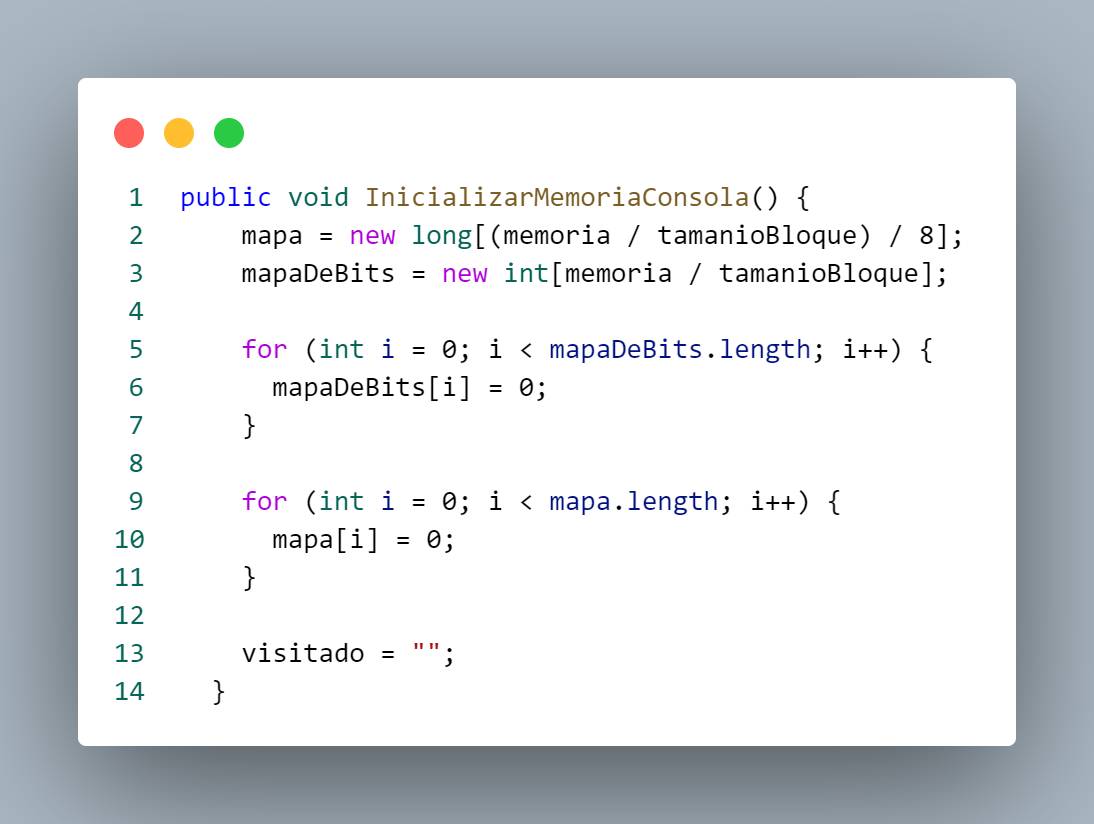 1 public void InicializarMemoriaConsola() {
2     mapa = new long[(memoria / tamanioBloque) / 8];
3     mapaDeBits = new int[memoria / tamanioBloque];
4
5     for (int i = 0; i < mapaDeBits.length; i++) {
6       mapaDeBits[i] = 0;
7     }
8
9     for (int i = 0; i < mapa.length; i++) {
10       mapa[i] = 0;
11     }
12
13     visitado = "";
14   }